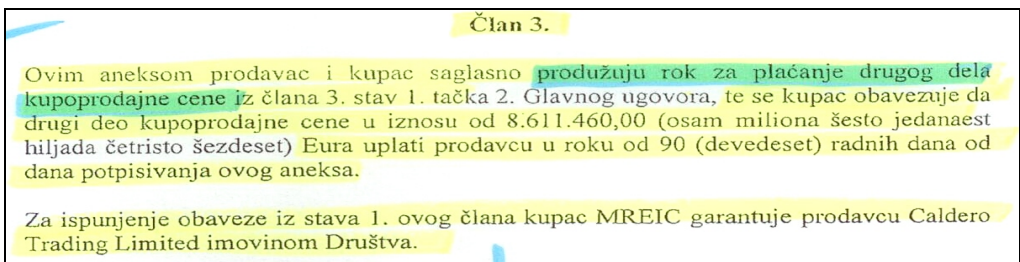 Član 3.
Ovim aneksom prodavac i kupac saglasno produžuju rok za plaćanje drugog dela
kupoprodajne cene iz člana 3. stav 1. tačka 2. Glavnog ugovora, te se kupac obavezuje da
drugi deo kupoprodajne cene u iznosu od 8.611.460,00 (osam miliona šesto jedanaest
hiljada četristo šezdeset) Eura uplati prodavcu u roku od 90 (devedeset) radnih dana od
dana potpisivanja ovog aneksa.
Za ispunjenje obaveze iz stava 1. ovog člana kupac MREIC garantuje prodavcu Caldero
Trading Limited imovinom Društva.